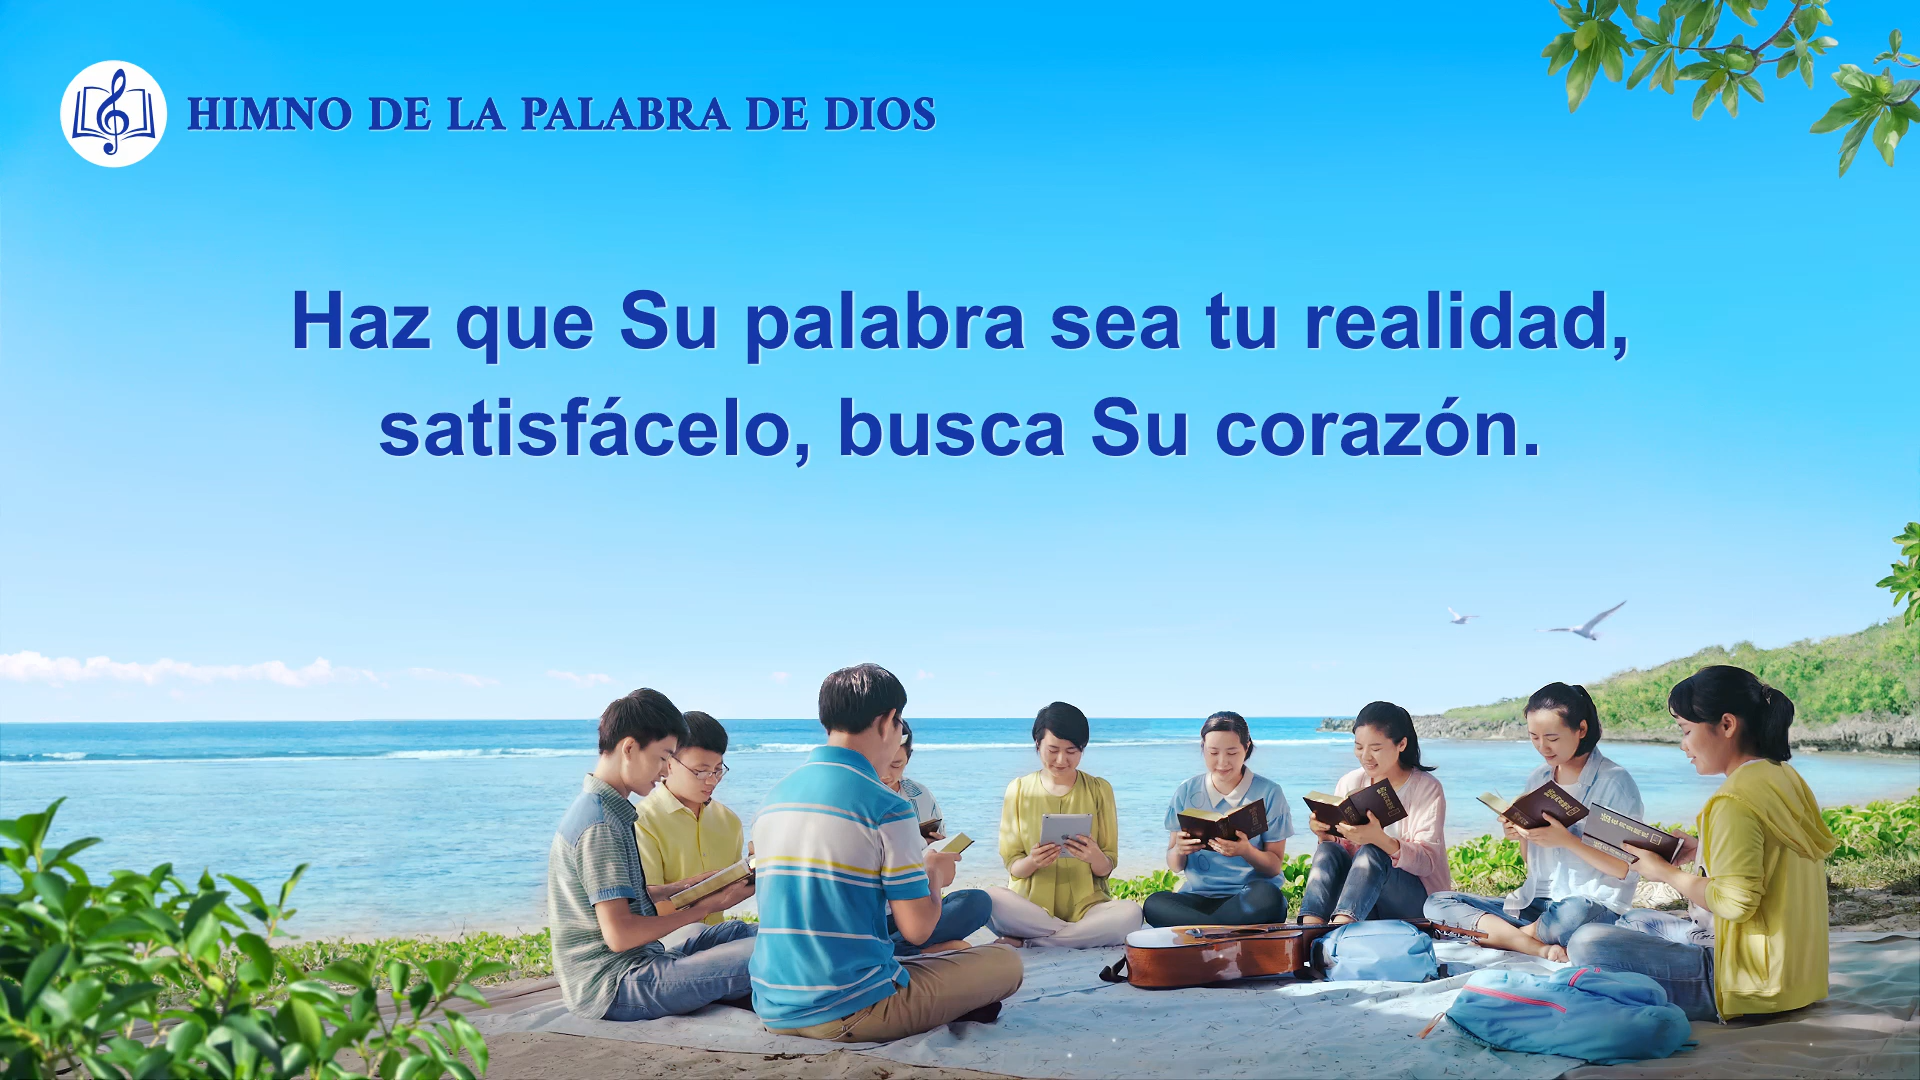 HIMNO DE LA PALABRA DE DIOS
Haz que Su palabra sea tu realidad,
satisfácelo, busca Su corazón.